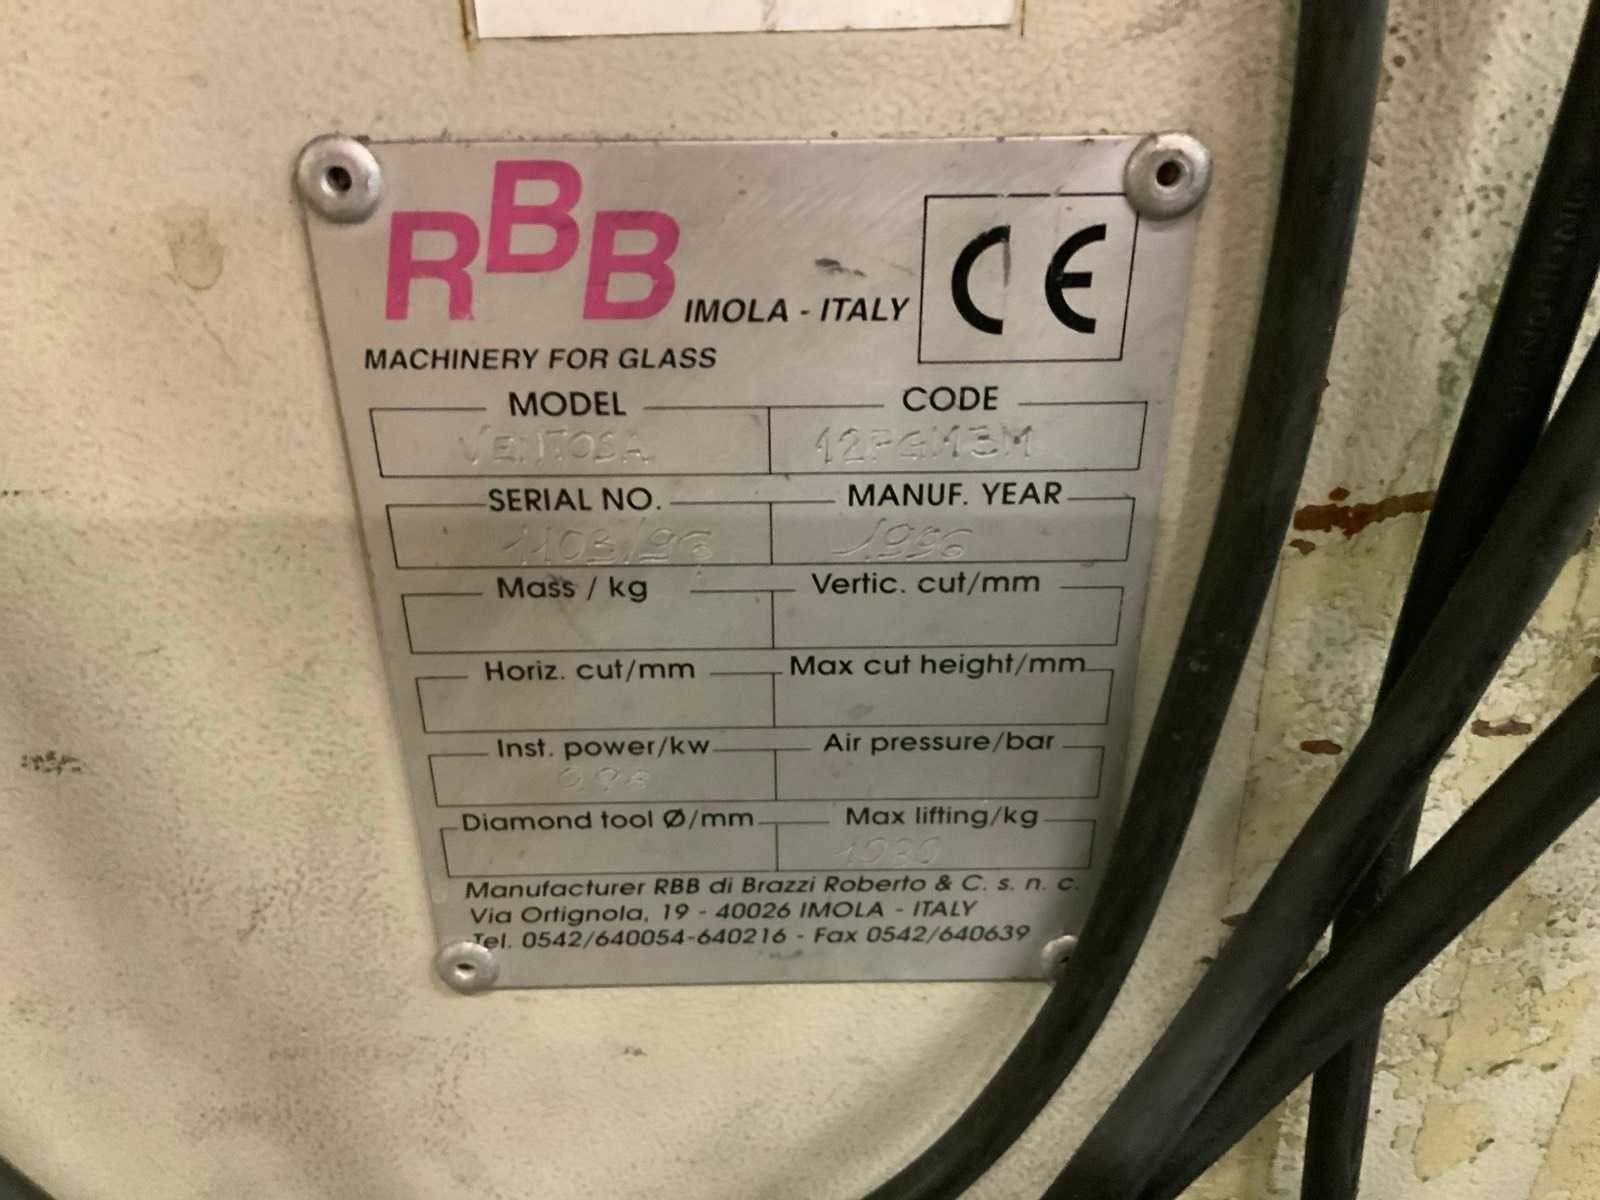 RBB IMOLA - ITALY
CE
MACHINERY FOR GLASS
MODEL CODE
VENTOSA
SERIAL NO. MANUF. YEAR
1103/96 1996
Mass / kg Vertic. cut/mm
Horiz. cut/mm Max cut height/mm
Inst. power/kw Air pressure/bar
Diamond tool Ø/mm Max lifting/kg
Manufacturer RBB di Brazzi Roberto & C. s. n. c.
Via Ortignola, 19 - 40026 IMOLA - ITALY
Tel. 0542/640054-640216 - Fax 0542/640639